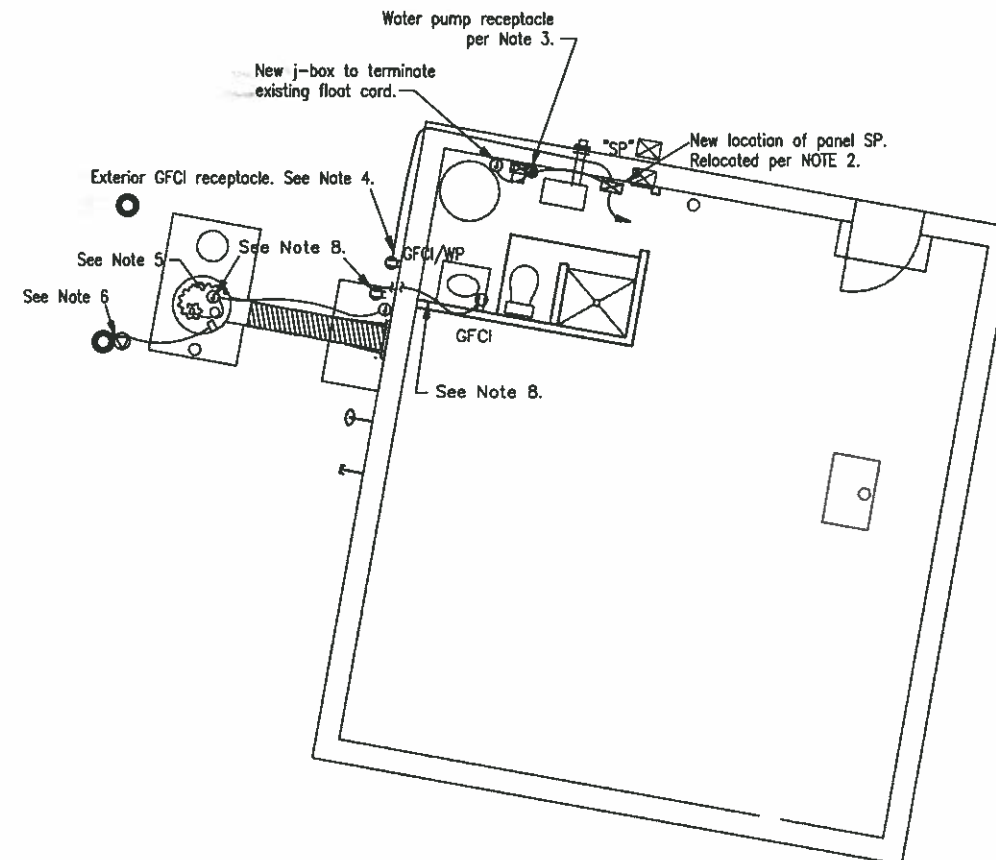 Water pump receptacle
per Note 3.
New j-box to terminate
existing float cord.
"SP"
New location of panel SP.
Relocated per NOTE 2.
Exterior GFCI receptacle. See Note 4.
See Note 8.
GFCI/WP
See Note 5
See Note 6
GFCI
See Note 8.